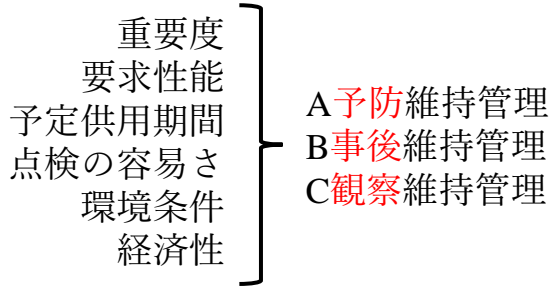 重要度
要求性能
予定供用期間
点検の容易さ
環境条件
経済性
A予防維持管理
B事後維持管理
C観察維持管理